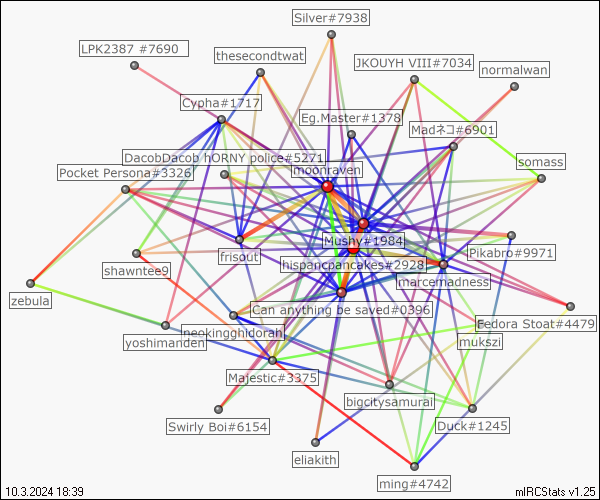 Silver#7938
LPK2387 #7690
thesecondtwat
JKOUYH VIII#7034
normalwan
Cypha#1717
Eg.Master#1378
Madネコ#6901
DacobDacob hORNY police#5271
somass
Pocket Persona#3326
moonraven
Mushy#1984
frisout
Pikabro#9971
shawntee9
hispancpancakes#2928
marcemadness
zebula
Can anything be saved#0396
Fedora Stoat#4479
yoshimanden
neckingghidorah
mukszi
Majestic#3375
bigcitysamurai
Swirly Boi#6154
Duck#1245
eliakith
ming#4742
10.3.2024 18:39
mIRCStats v1.25